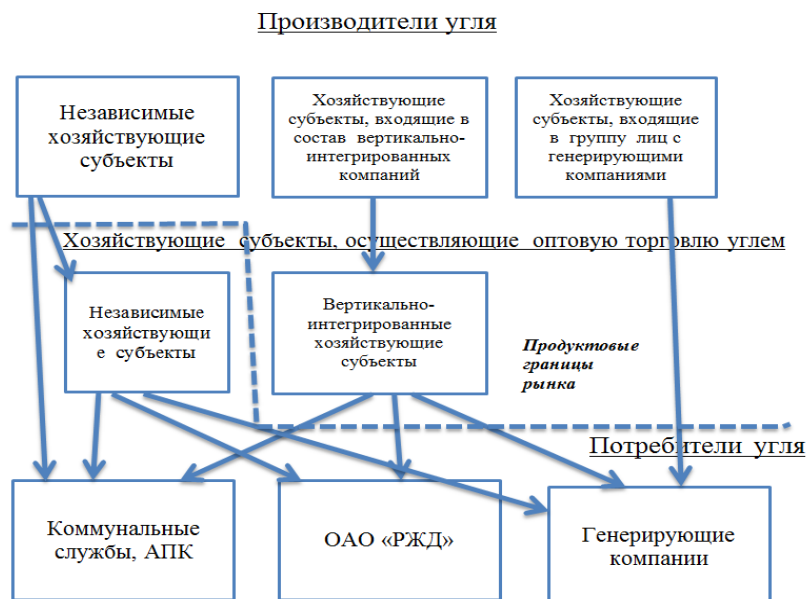 Производители угля
Независимые
хозяйствующие
субъекты
Хозяйствующие
субъекты, входящие в
состав вертикально-
интегрированных
компаний
Хозяйствующие
субъекты, входящие
в группу лиц с
генерирующими
компаниями
Хозяйствующие субъекты, осуществляющие оптовую торговлю углем
Независимые
хозяйствующи
е субъекты
Вертикально-
интегрированные
хозяйствующие
субъекты
Продуктовые
границы
рынка
Потребители угля
Коммунальные
службы, АПК
ОАО «РЖД»
Генерирующие
компании